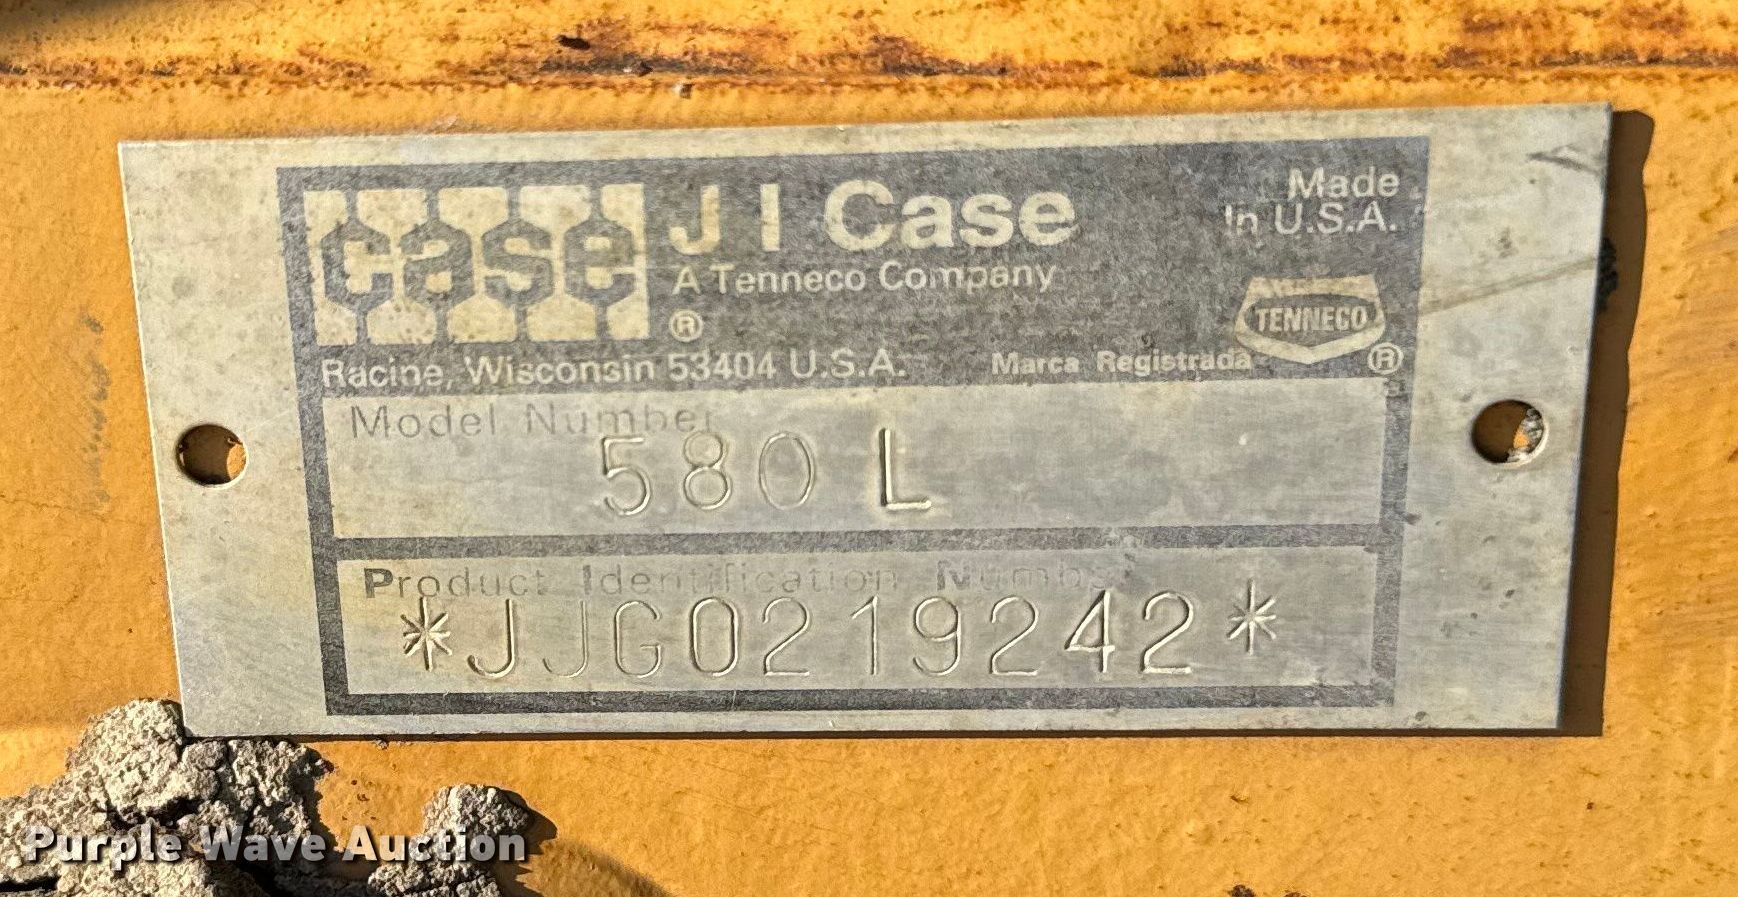 case J I Case
A Tenneco Company
®
Made
In U.S.A.
TENNECO
®
Racine, Wisconsin 53404 U.S.A.
Marca Registrada
Model Number
580 L
Product Identification Number
*JJG0219242*
Purple Wave Auction